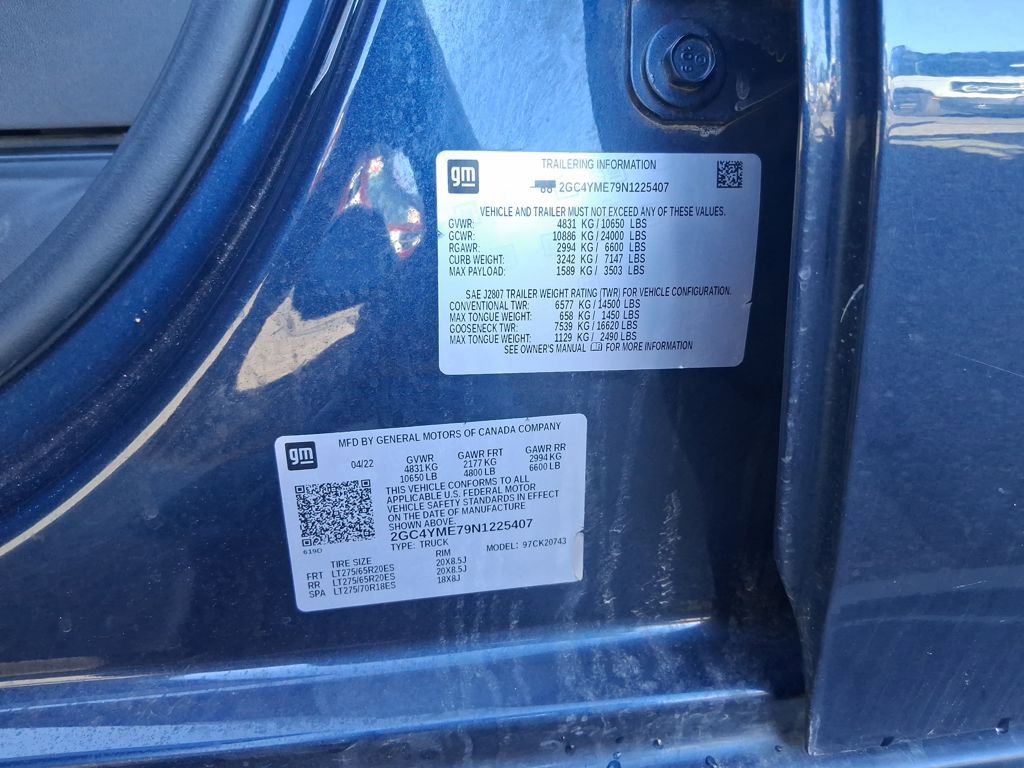 gm
TRAILERING INFORMATION
2GC4YME79N1225407
VEHICLE AND TRAILER MUST NOT EXCEED ANY OF THESE VALUES.
GVWR: 4831 KG / 10650 LBS
GCWR: 10886 KG / 24000 LBS
RGAWR: 2994 KG / 6600 LBS
CURB WEIGHT: 3242 KG / 7147 LBS
MAX PAYLOAD: 1589 KG / 3503 LBS
SAE J2807 TRAILER WEIGHT RATING (TWR) FOR VEHICLE CONFIGURATION.
CONVENTIONAL TWR: 6577 KG / 14500 LBS
MAX TONGUE WEIGHT: 658 KG / 1450 LBS
GOOSENECK TWR: 7539 KG / 16620 LBS
MAX TONGUE WEIGHT: 1129 KG / 2490 LBS
SEE OWNER'S MANUAL FOR MORE INFORMATION
gm
MFD BY GENERAL MOTORS OF CANADA COMPANY
04/22 GVWR GAWR FRT GAWR RR
4831 KG 2177 KG 2994 KG
10650 LB 4800 LB 6600 LB
THIS VEHICLE CONFORMS TO ALL
APPLICABLE U.S. FEDERAL MOTOR
VEHICLE SAFETY STANDARDS IN EFFECT
ON THE DATE OF MANUFACTURE
SHOWN ABOVE.
2GC4YME79N1225407
619D
TYPE: TRUCK MODEL: 97CK20743
TIRE SIZE RIM
FRT LT275/65R20ES 20X8.5J
RR LT275/65R20ES 20X8.5J
SPA LT275/70R18ES 18X8J